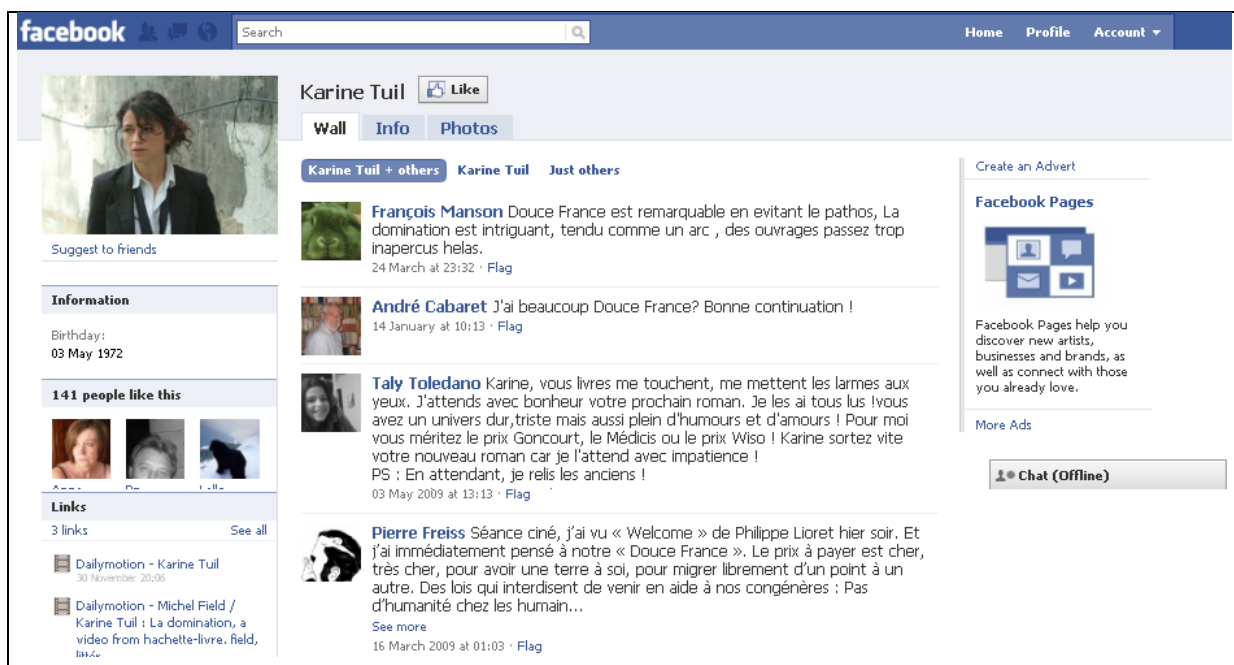 facebook
Search
Home Profile Account
Karine Tuil Like
Wall Info Photos
Karine Tuil + others Karine Tuil Just others
Suggest to friends
Information
Birthday:
03 May 1972
141 people like this
Links
3 links See all
Dailymotion - Karine Tuil
30 November 20:06
Dailymotion - Michel Field /
Karine Tuil : La domination, a
video from hachette-livre. field,
François Manson Douce France est remarquable en evitant le pathos, La
domination est intriguant, tendu comme un arc , des ouvrages passez trop
inapercus helas.
24 March at 23:32 · Flag
André Cabaret J'ai beaucoup Douce France? Bonne continuation !
14 January at 10:13 · Flag
Taly Toledano Karine, vous livres me touchent, me mettent les larmes aux
yeux. J'attends avec bonheur votre prochain roman. Je les ai tous lus !vous
avez un univers dur,triste mais aussi plein d'humours et d'amours ! Pour moi
vous méritez le prix Goncourt, le Médicis ou le prix Wiso ! Karine sortez vite
votre nouveau roman car je l'attend avec impatience !
PS : En attendant, je relis les anciens !
03 May 2009 at 13:13 · Flag
Pierre Freiss Séance ciné, j'ai vu « Welcome » de Philippe Lioret hier soir. Et
j'ai immédiatement pensé à notre « Douce France ». Le prix à payer est cher,
très cher, pour avoir une terre à soi, pour migrer librement d'un point à un
autre. Des lois qui interdisent de venir en aide à nos congénères : Pas
d'humanité chez les humain...
See more
16 March 2009 at 01:03 · Flag
Create an Advert
Facebook Pages
Facebook Pages help you
discover new artists,
businesses and brands, as
well as connect with those
you already love.
More Ads
Chat (Offline)